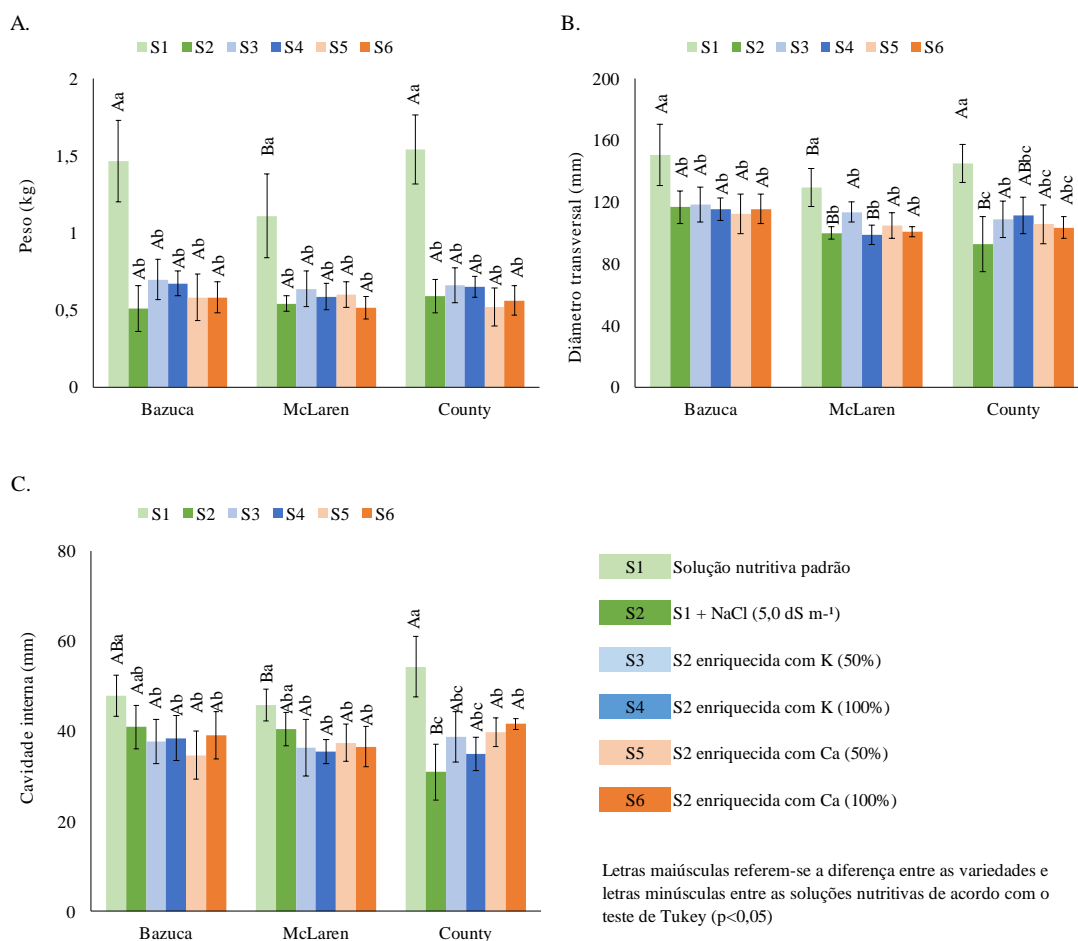 A.
S1 S2 S3 S4 S5 S6
Peso (kg)
2
1,5
1
0,5
0
Aa Ab Ab Ab Ab Ab
Ba Ab Ab Ab Ab Ab
Aa Ab Ab Ab Ab Ab
Bazuca McLaren County
B.
S1 S2 S3 S4 S5 S6
Diâmetro transversal (mm)
200
160
120
80
40
0
Aa Ab Ab Ab Ab Ab
Ba Bb Ab Bb Ab Ab
Aa Bc Ab ABbc Abc Abc
Bazuca McLaren County
C.
S1 S2 S3 S4 S5 S6
Cavidade interna (mm)
80
60
40
20
0
ABa Aab Ab Ab Ab Ab
Ba Aba Ab Ab Ab Ab
Aa Bc Abc Abc Ab Ab
Bazuca McLaren County
S1 Solução nutritiva padrão
S2 S1 + NaCl (5,0 dS m-¹)
S3 S2 enriquecida com K (50%)
S4 S2 enriquecida com K (100%)
S5 S2 enriquecida com Ca (50%)
S6 S2 enriquecida com Ca (100%)
Letras maiúsculas referem-se a diferença entre as variedades e
letras minúsculas entre as soluções nutritivas de acordo com o
teste de Tukey (p<0,05)